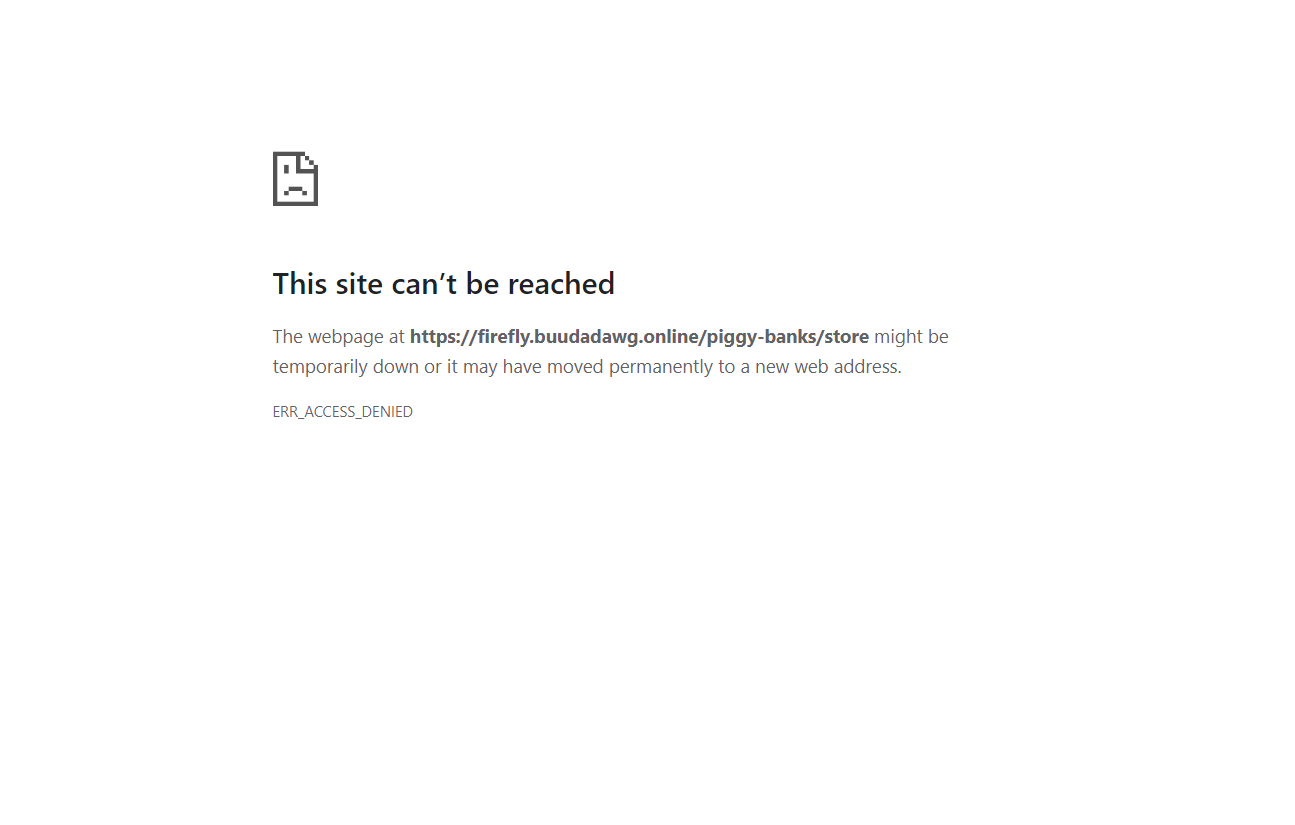 This site can’t be reached
The webpage at https://firefly.buudadawg.online/piggy-banks/store might be
temporarily down or it may have moved permanently to a new web address.
ERR_ACCESS_DENIED